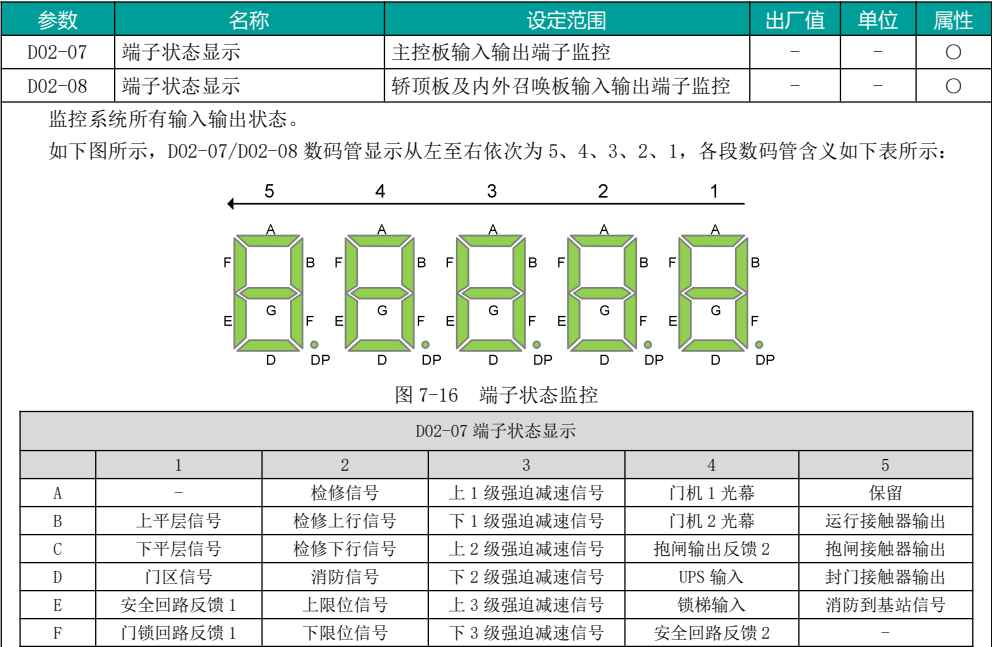 参数 名称 设定范围 出厂值 单位 属性
D02-07 端子状态显示 主控板输入输出端子监控 - - ○
D02-08 端子状态显示 轿顶板及内外召唤板输入输出端子监控 - - ○
监控系统所有输入输出状态。
如下图所示，D02-07/D02-08 数码管显示从左至右依次为 5、4、3、2、1，各段数码管含义如下表所示：
5 4 3 2 1
A A A A A
F B F B F B F B F B
G G G G G
E F E F E F E F E F
D DP D DP D DP D DP D DP
图 7-16 端子状态监控
D02-07 端子状态显示
1 2 3 4 5
A - 检修信号 上 1 级强迫减速信号 门机 1 光幕 保留
B 上平层信号 检修上行信号 下 1 级强迫减速信号 门机 2 光幕 运行接触器输出
C 下平层信号 检修下行信号 上 2 级强迫减速信号 抱闸输出反馈 2 抱闸接触器输出
D 门区信号 消防信号 下 2 级强迫减速信号 UPS 输入 封门接触器输出
E 安全回路反馈 1 上限位信号 上 3 级强迫减速信号 锁梯输入 消防到基站信号
F 门锁回路反馈 1 下限位信号 下 3 级强迫减速信号 安全回路反馈 2 -